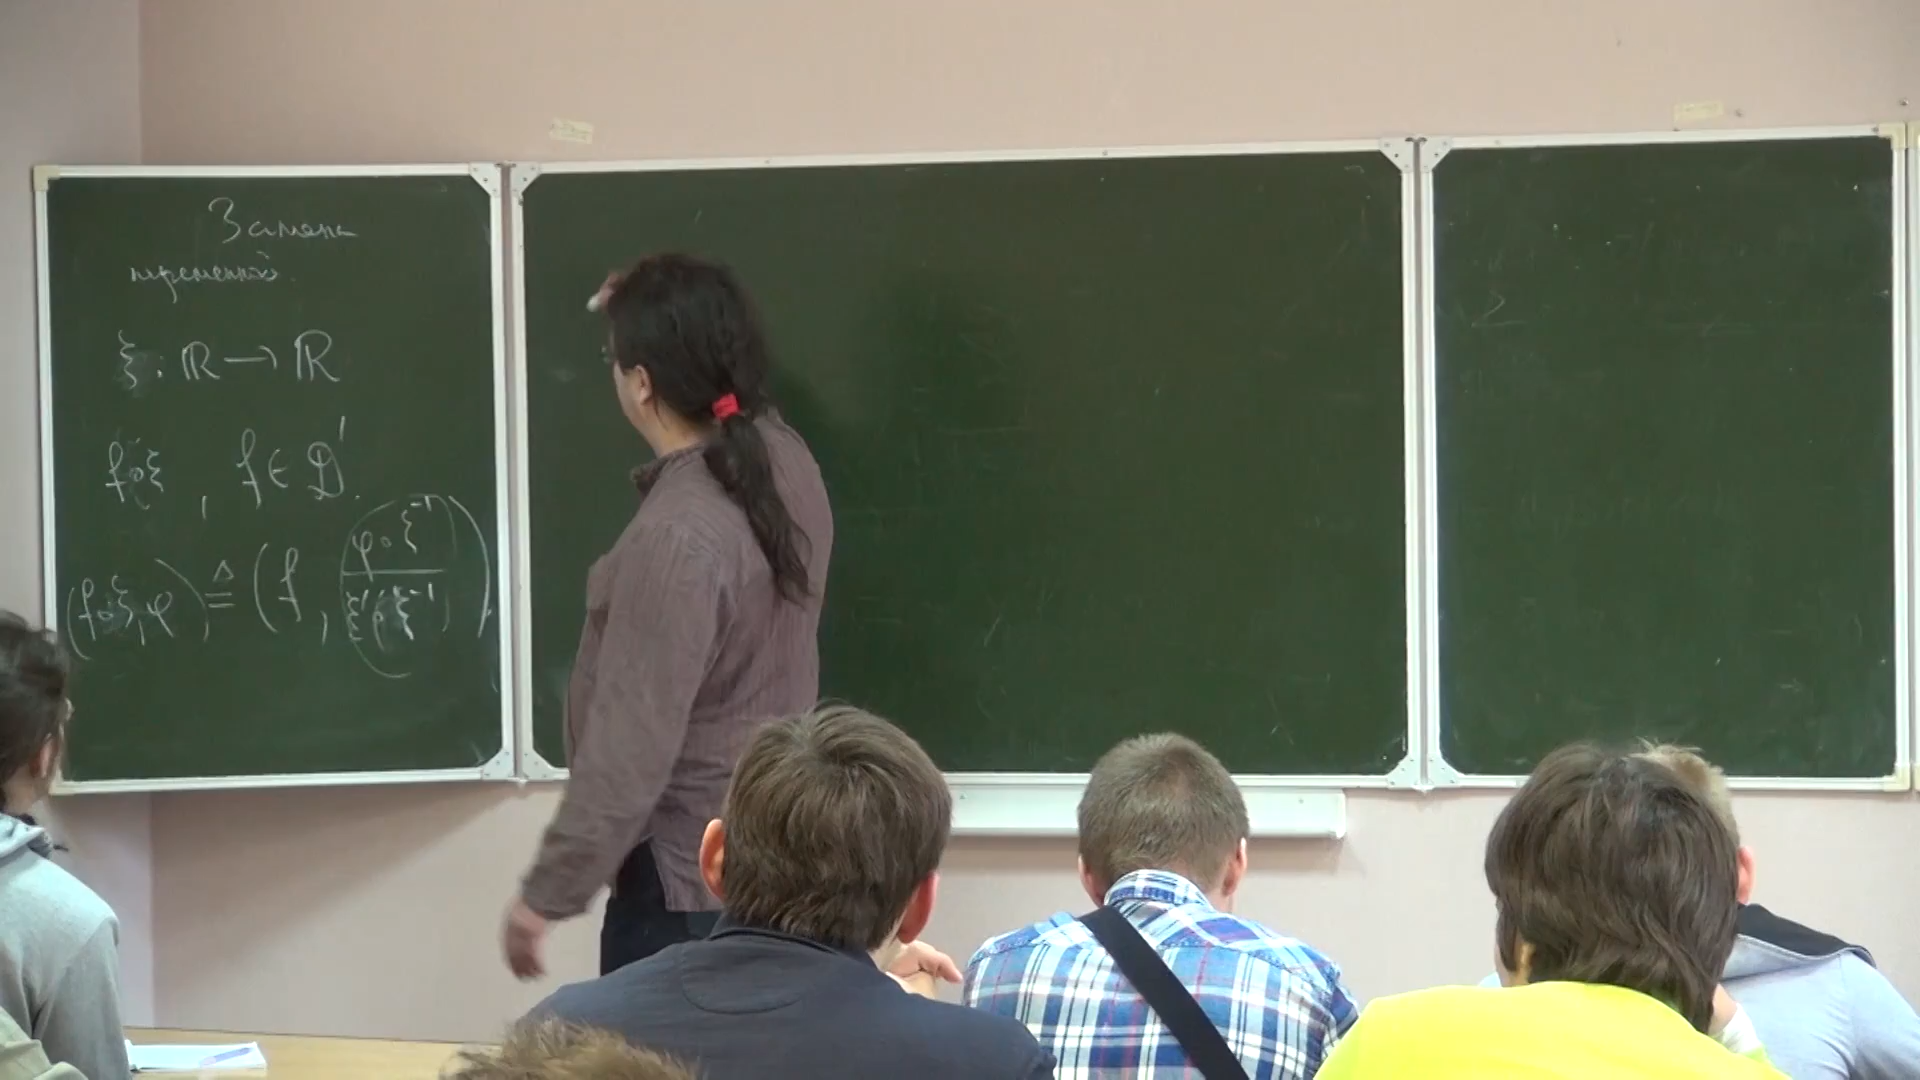 Замена
переменной.
ξ: ℝ → ℝ
f∘ξ, f ∈ 𝒟'.
(f∘ξ, φ) ≜ (f, (φ∘ξ⁻¹)/(ξ'(ξ⁻¹)))